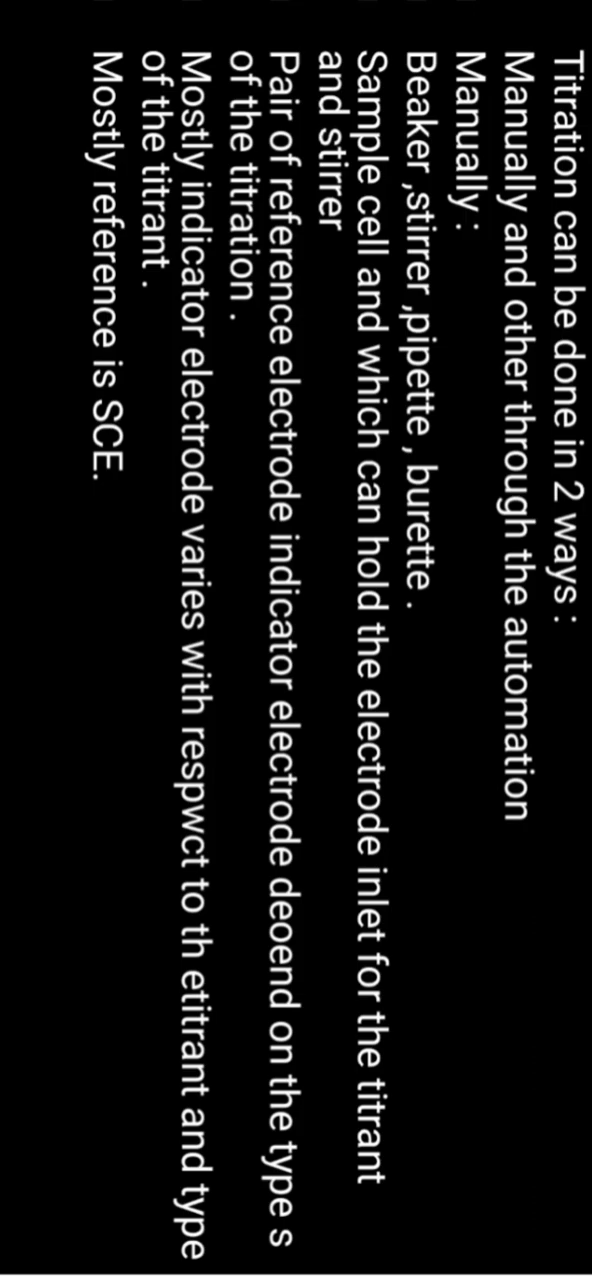 Titration can be done in 2 ways :
Manually and other through the automation
Manually :
Beaker ,stirrer ,pipette , burette .
Sample cell and which can hold the electrode inlet for the titrant
and stirrer
Pair of reference electrode indicator electrode deoend on the type s
of the titration .
Mostly indicator electrode varies with respwct to th etitrant and type
of the titrant .
Mostly reference is SCE.